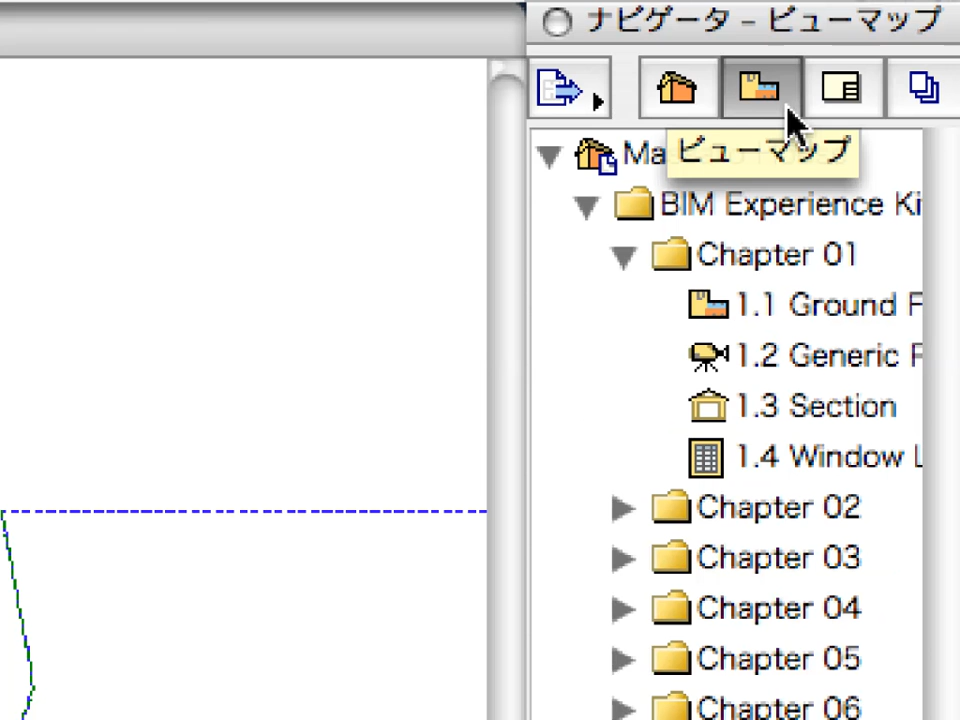 ナビゲータ - ビューマップ
ビューマップ
BIM Experience
Chapter 01
1.1 Ground
1.2 Generic
1.3 Section
1.4 Window
Chapter 02
Chapter 03
Chapter 04
Chapter 05
Chapter 06